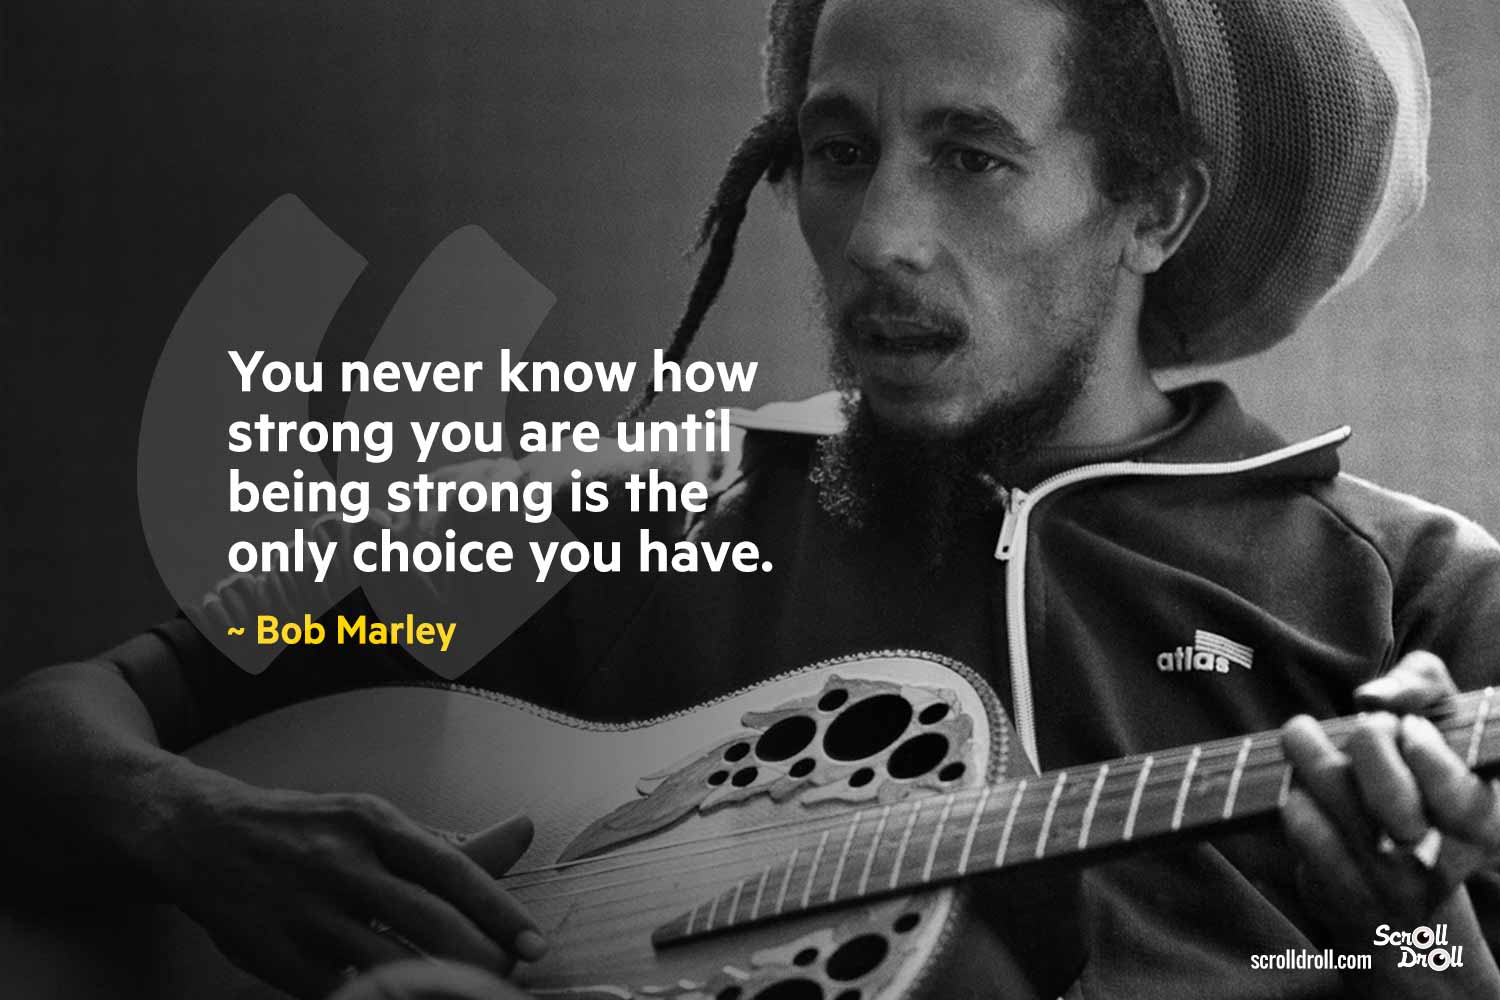 You never know how
strong you are until
being strong is the
only choice you have.
~ Bob Marley
atlas
scrolldroll.com
Scroll
Droll